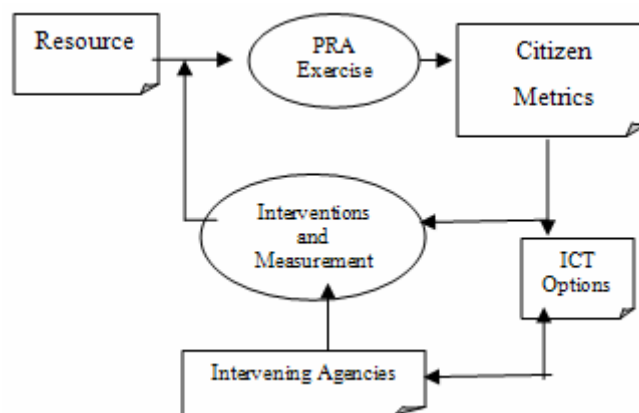 Resource
PRA
Exercise
Citizen
Metrics
Interventions
and
Measurement
ICT
Options
Intervening Agencies